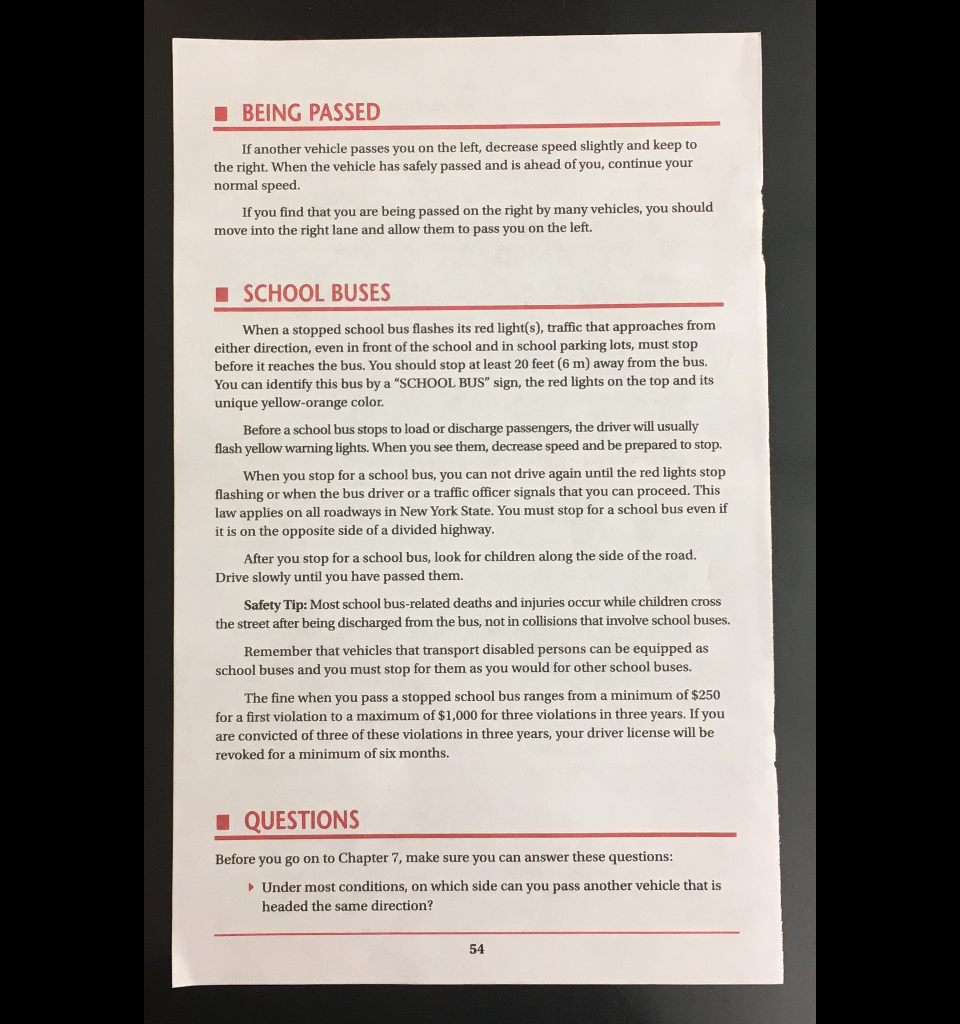 BEING PASSED
If another vehicle passes you on the left, decrease speed slightly and keep to
the right. When the vehicle has safely passed and is ahead of you, continue your
normal speed.
If you find that you are being passed on the right by many vehicles, you should
move into the right lane and allow them to pass you on the left.
SCHOOL BUSES
When a stopped school bus flashes its red light(s), traffic that approaches from
either direction, even in front of the school and in school parking lots, must stop
before it reaches the bus. You should stop at least 20 feet (6 m) away from the bus.
You can identify this bus by a "SCHOOL BUS" sign, the red lights on the top and its
unique yellow-orange color.
Before a school bus stops to load or discharge passengers, the driver will usually
flash yellow warning lights. When you see them, decrease speed and be prepared to stop.
When you stop for a school bus, you can not drive again until the red lights stop
flashing or when the bus driver or a traffic officer signals that you can proceed. This
law applies on all roadways in New York State. You must stop for a school bus even if
it is on the opposite side of a divided highway.
After you stop for a school bus, look for children along the side of the road.
Drive slowly until you have passed them.
Safety Tip: Most school bus-related deaths and injuries occur while children cross
the street after being discharged from the bus, not in collisions that involve school buses.
Remember that vehicles that transport disabled persons can be equipped as
school buses and you must stop for them as you would for other school buses.
The fine when you pass a stopped school bus ranges from a minimum of $250
for a first violation to a maximum of $1,000 for three violations in three years. If you
are convicted of three of these violations in three years, your driver license will be
revoked for a minimum of six months.
QUESTIONS
Before you go on to Chapter 7, make sure you can answer these questions:
Under most conditions, on which side can you pass another vehicle that is
headed the same direction?
54